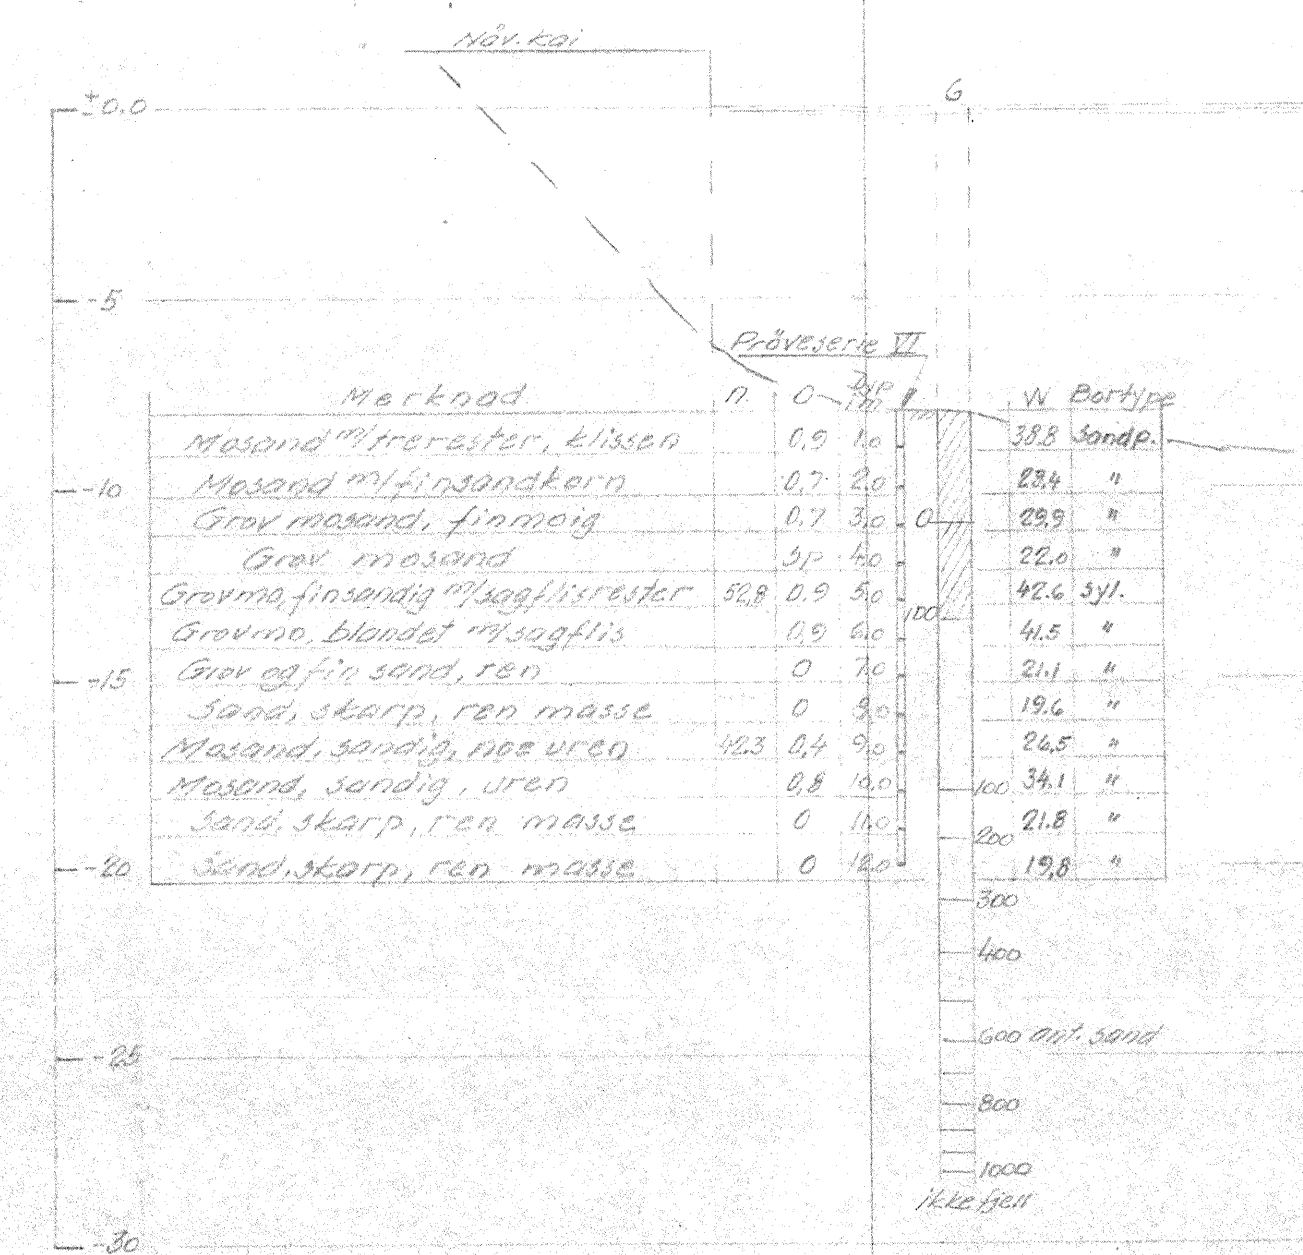 Nåv. kai
6
±0.0
-5
Prøveserie VI
Merknad n. O Dyp i m W Bortype
Mosand m/trerester, klissen 0,9 1.0 38.8 Sandp.
Mosand m/finsandkorn 0,7 2.0 23.4 "
-10
Grov mosand, finmoig 0,7 3.0 0 29.9 "
Grov mosand sp 4.0 22.0 "
Grovmo, finsandig m/sagflisrester 52,8 0.9 5.0 42.6 syl.
100
Grovmo, blandet m/sagflis 0,9 6.0 41.5 "
Grov og fin sand, ren 0 7.0 21.1 "
-15
Sand, skarp, ren masse 0 8.0 19.6 "
Mosand, sandig, noe uren 42.3 0,4 9.0 26,5 "
Mosand, sandig, uren 0,8 10.0 100 34.1 "
Sand, skarp, ren masse 0 11.0 21.8 "
200
-20 Sand, skarp, ren masse 0 12.0 19,8 "
300
400
600 ant. sand
-25
800
1000
ikke fjell
-30